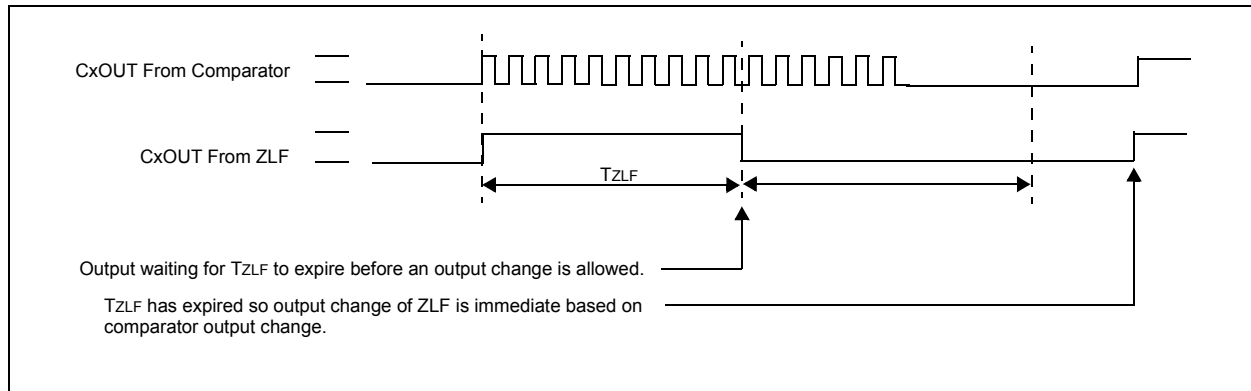 CxOUT From Comparator
CxOUT From ZLF
TZLF
Output waiting for TZLF to expire before an output change is allowed.
TZLF has expired so output change of ZLF is immediate based on
comparator output change.